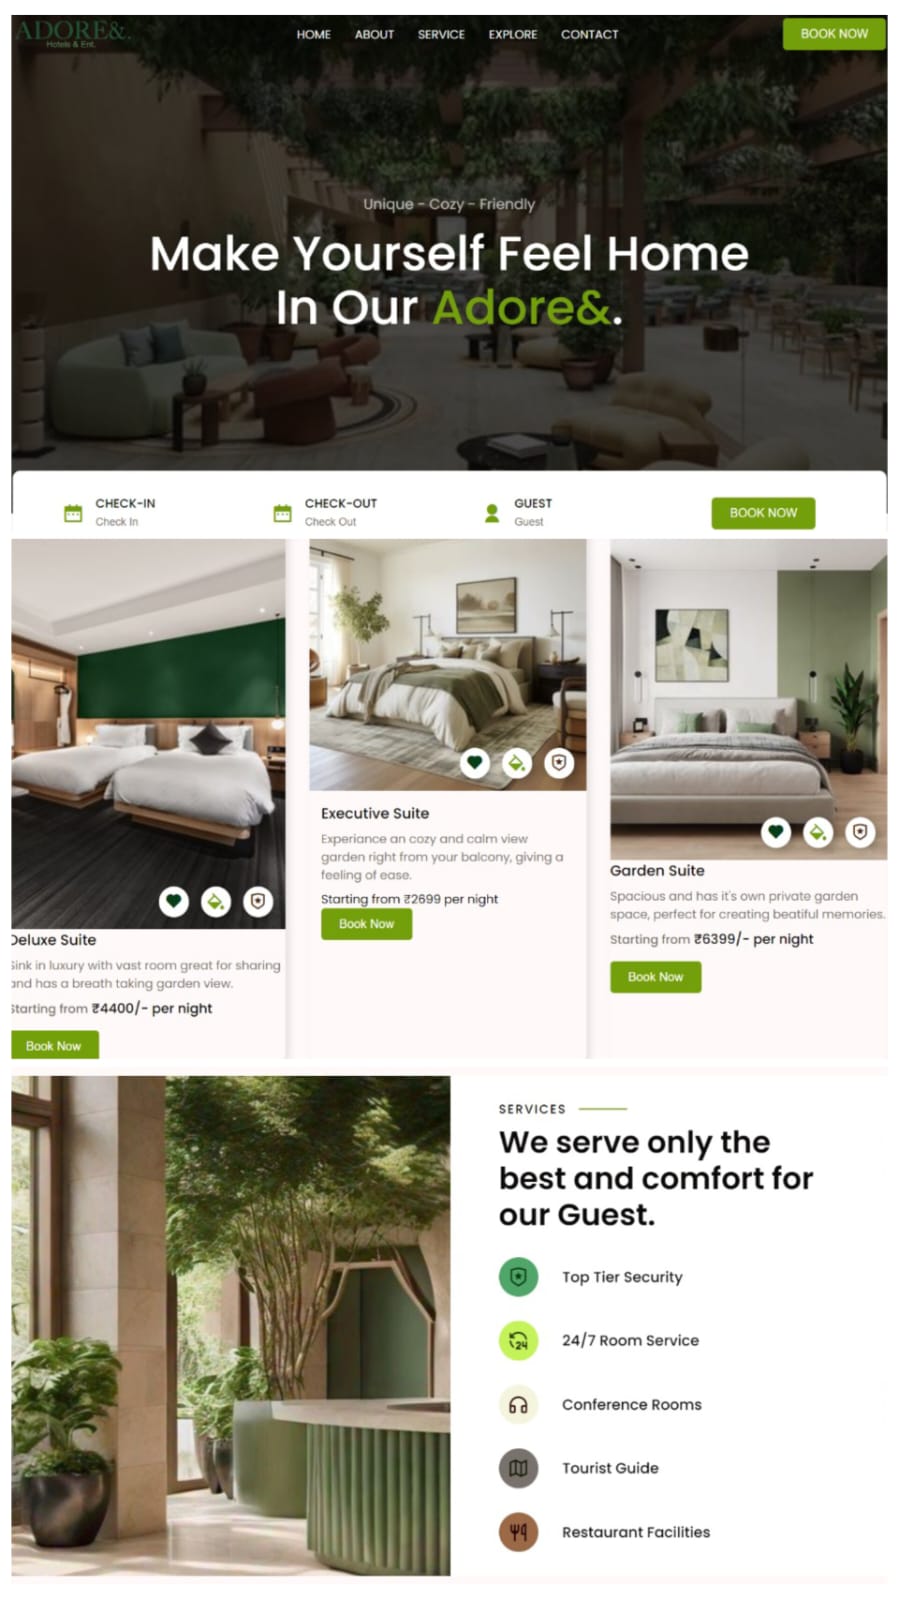 ADORE&.
Hotels & Ent.
HOME ABOUT SERVICE EXPLORE CONTACT
BOOK NOW
Unique - Cozy - Friendly
Make Yourself Feel Home
In Our Adore&.
CHECK-IN
Check In
CHECK-OUT
Check Out
GUEST
Guest
BOOK NOW
Deluxe Suite
Sink in luxury with vast room great for sharing
and has a breath taking garden view.
Starting from ₹4400/- per night
Book Now
Executive Suite
Experiance an cozy and calm view
garden right from your balcony, giving a
feeling of ease.
Starting from ₹2699 per night
Book Now
Garden Suite
Spacious and has it's own private garden
space, perfect for creating beatiful memories.
Starting from ₹6399/- per night
Book Now
SERVICES
We serve only the
best and comfort for
our Guest.
Top Tier Security
24
24/7 Room Service
Conference Rooms
Tourist Guide
Restaurant Facilities